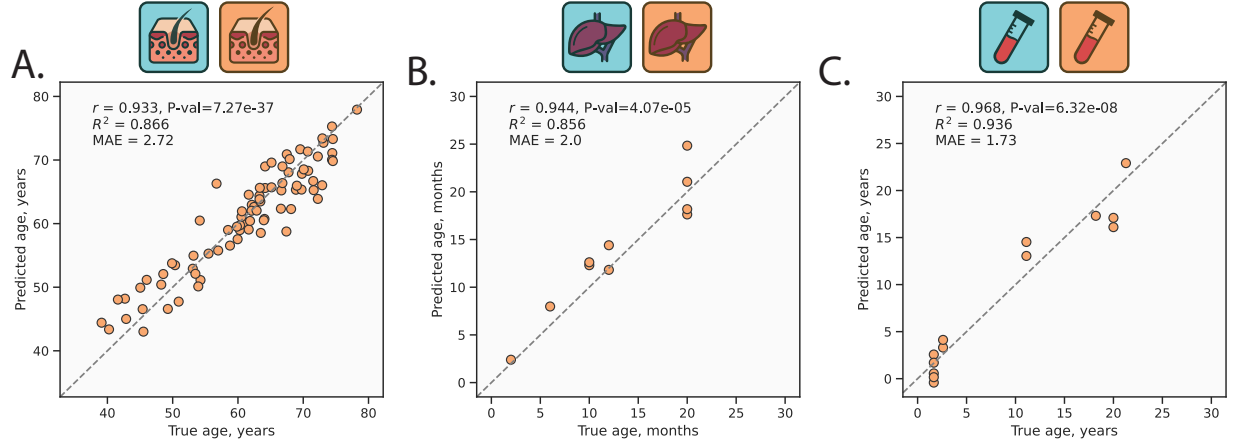 A.
r = 0.933, P-val=7.27e-37
R² = 0.866
MAE = 2.72
Predicted age, years
80
70
60
50
40
40 50 60 70 80
True age, years
B.
r = 0.944, P-val=4.07e-05
R² = 0.856
MAE = 2.0
Predicted age, months
30
25
20
15
10
5
0
0 5 10 15 20 25 30
True age, months
C.
r = 0.968, P-val=6.32e-08
R² = 0.936
MAE = 1.73
Predicted age, years
30
25
20
15
10
5
0
0 5 10 15 20 25 30
True age, years